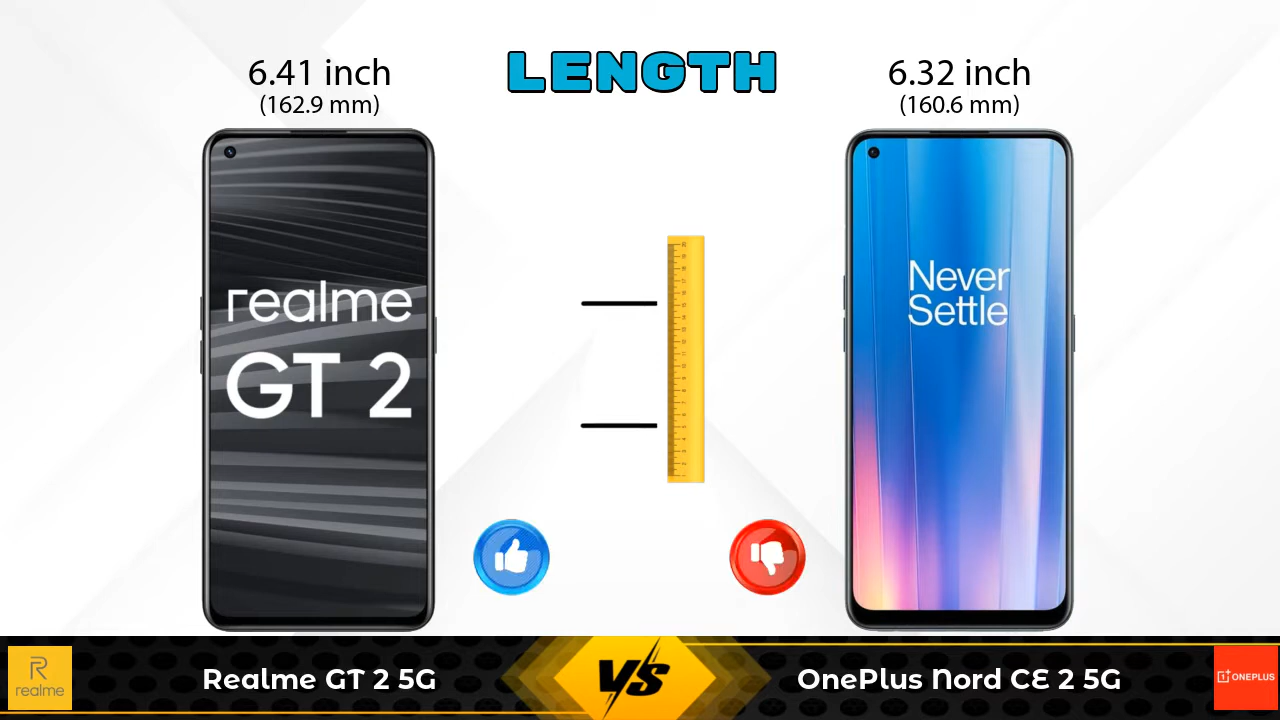 LENGTH
6.41 inch
(162.9 mm)
6.32 inch
(160.6 mm)
realme
GT 2
Never
Settle
realme
Realme GT 2 5G
VS
OnePlus Nord CE 2 5G
1+ ONEPLUS